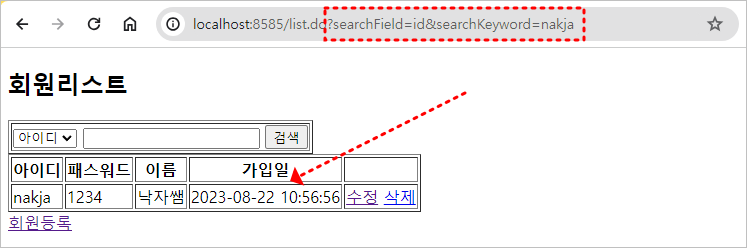 localhost:8585/list.do?searchField=id&searchKeyword=nakja
회원리스트
아이디 검색
아이디 패스워드 이름 가입일
nakja 1234 낙자쌤 2023-08-22 10:56:56 수정 삭제
회원등록